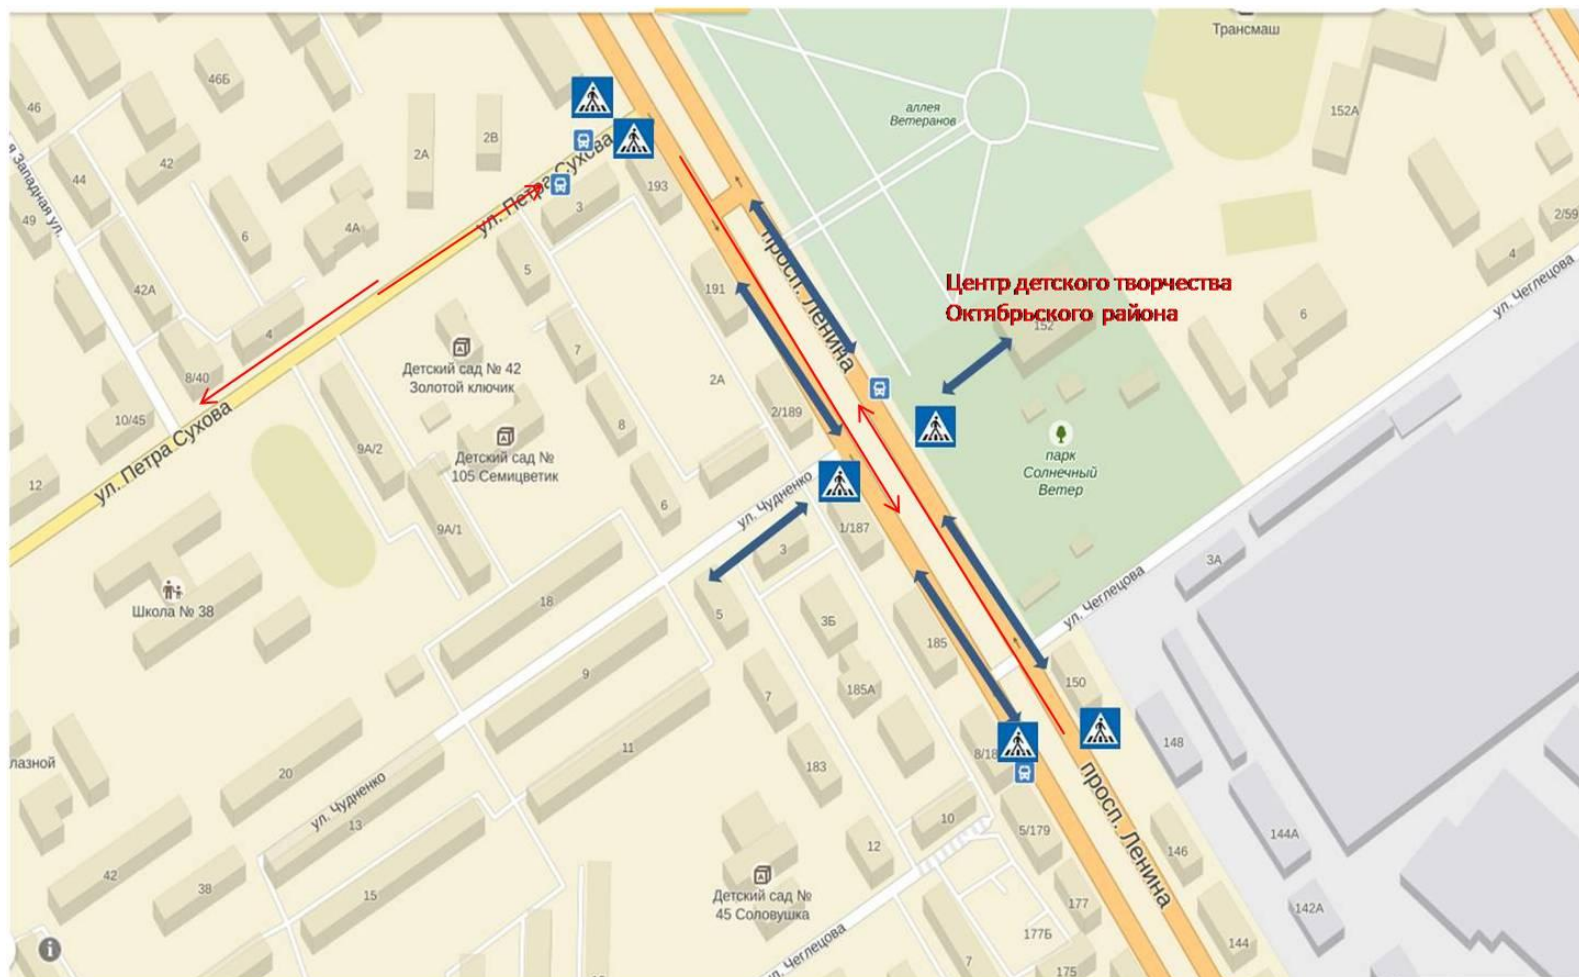 Трансмаш
46Б
46
152А
аллея
Ветеранов
2В
2А
42
44
ул. Петра Сухова
193
3
я Западная ул.
49
6
4А
2/59
4
5
просп. Ленина
42А
191
Центр детского творчества
Октябрьского района
152
6
ул. Чеглецова
4
7
8/40
Детский сад № 42
Золотой ключик
2А
2/189
10/45
8
ул. Петра Сухова
9А/2
Детский сад №
105 Семицветик
парк
Солнечный
Ветер
12
6
ул. Чудненко
9А/1
1/187
3
3А
ул. Чеглецова
Школа № 38
18
5
3Б
185
9
185А
150
7
148
11
8/18
лазной
183
20
просп. Ленина
ул. Чудненко
13
10
5/179
144А
12
146
42
38
15
Детский сад №
45 Соловушка
177
142А
177Б
144
ул. Чеглецова
7
175